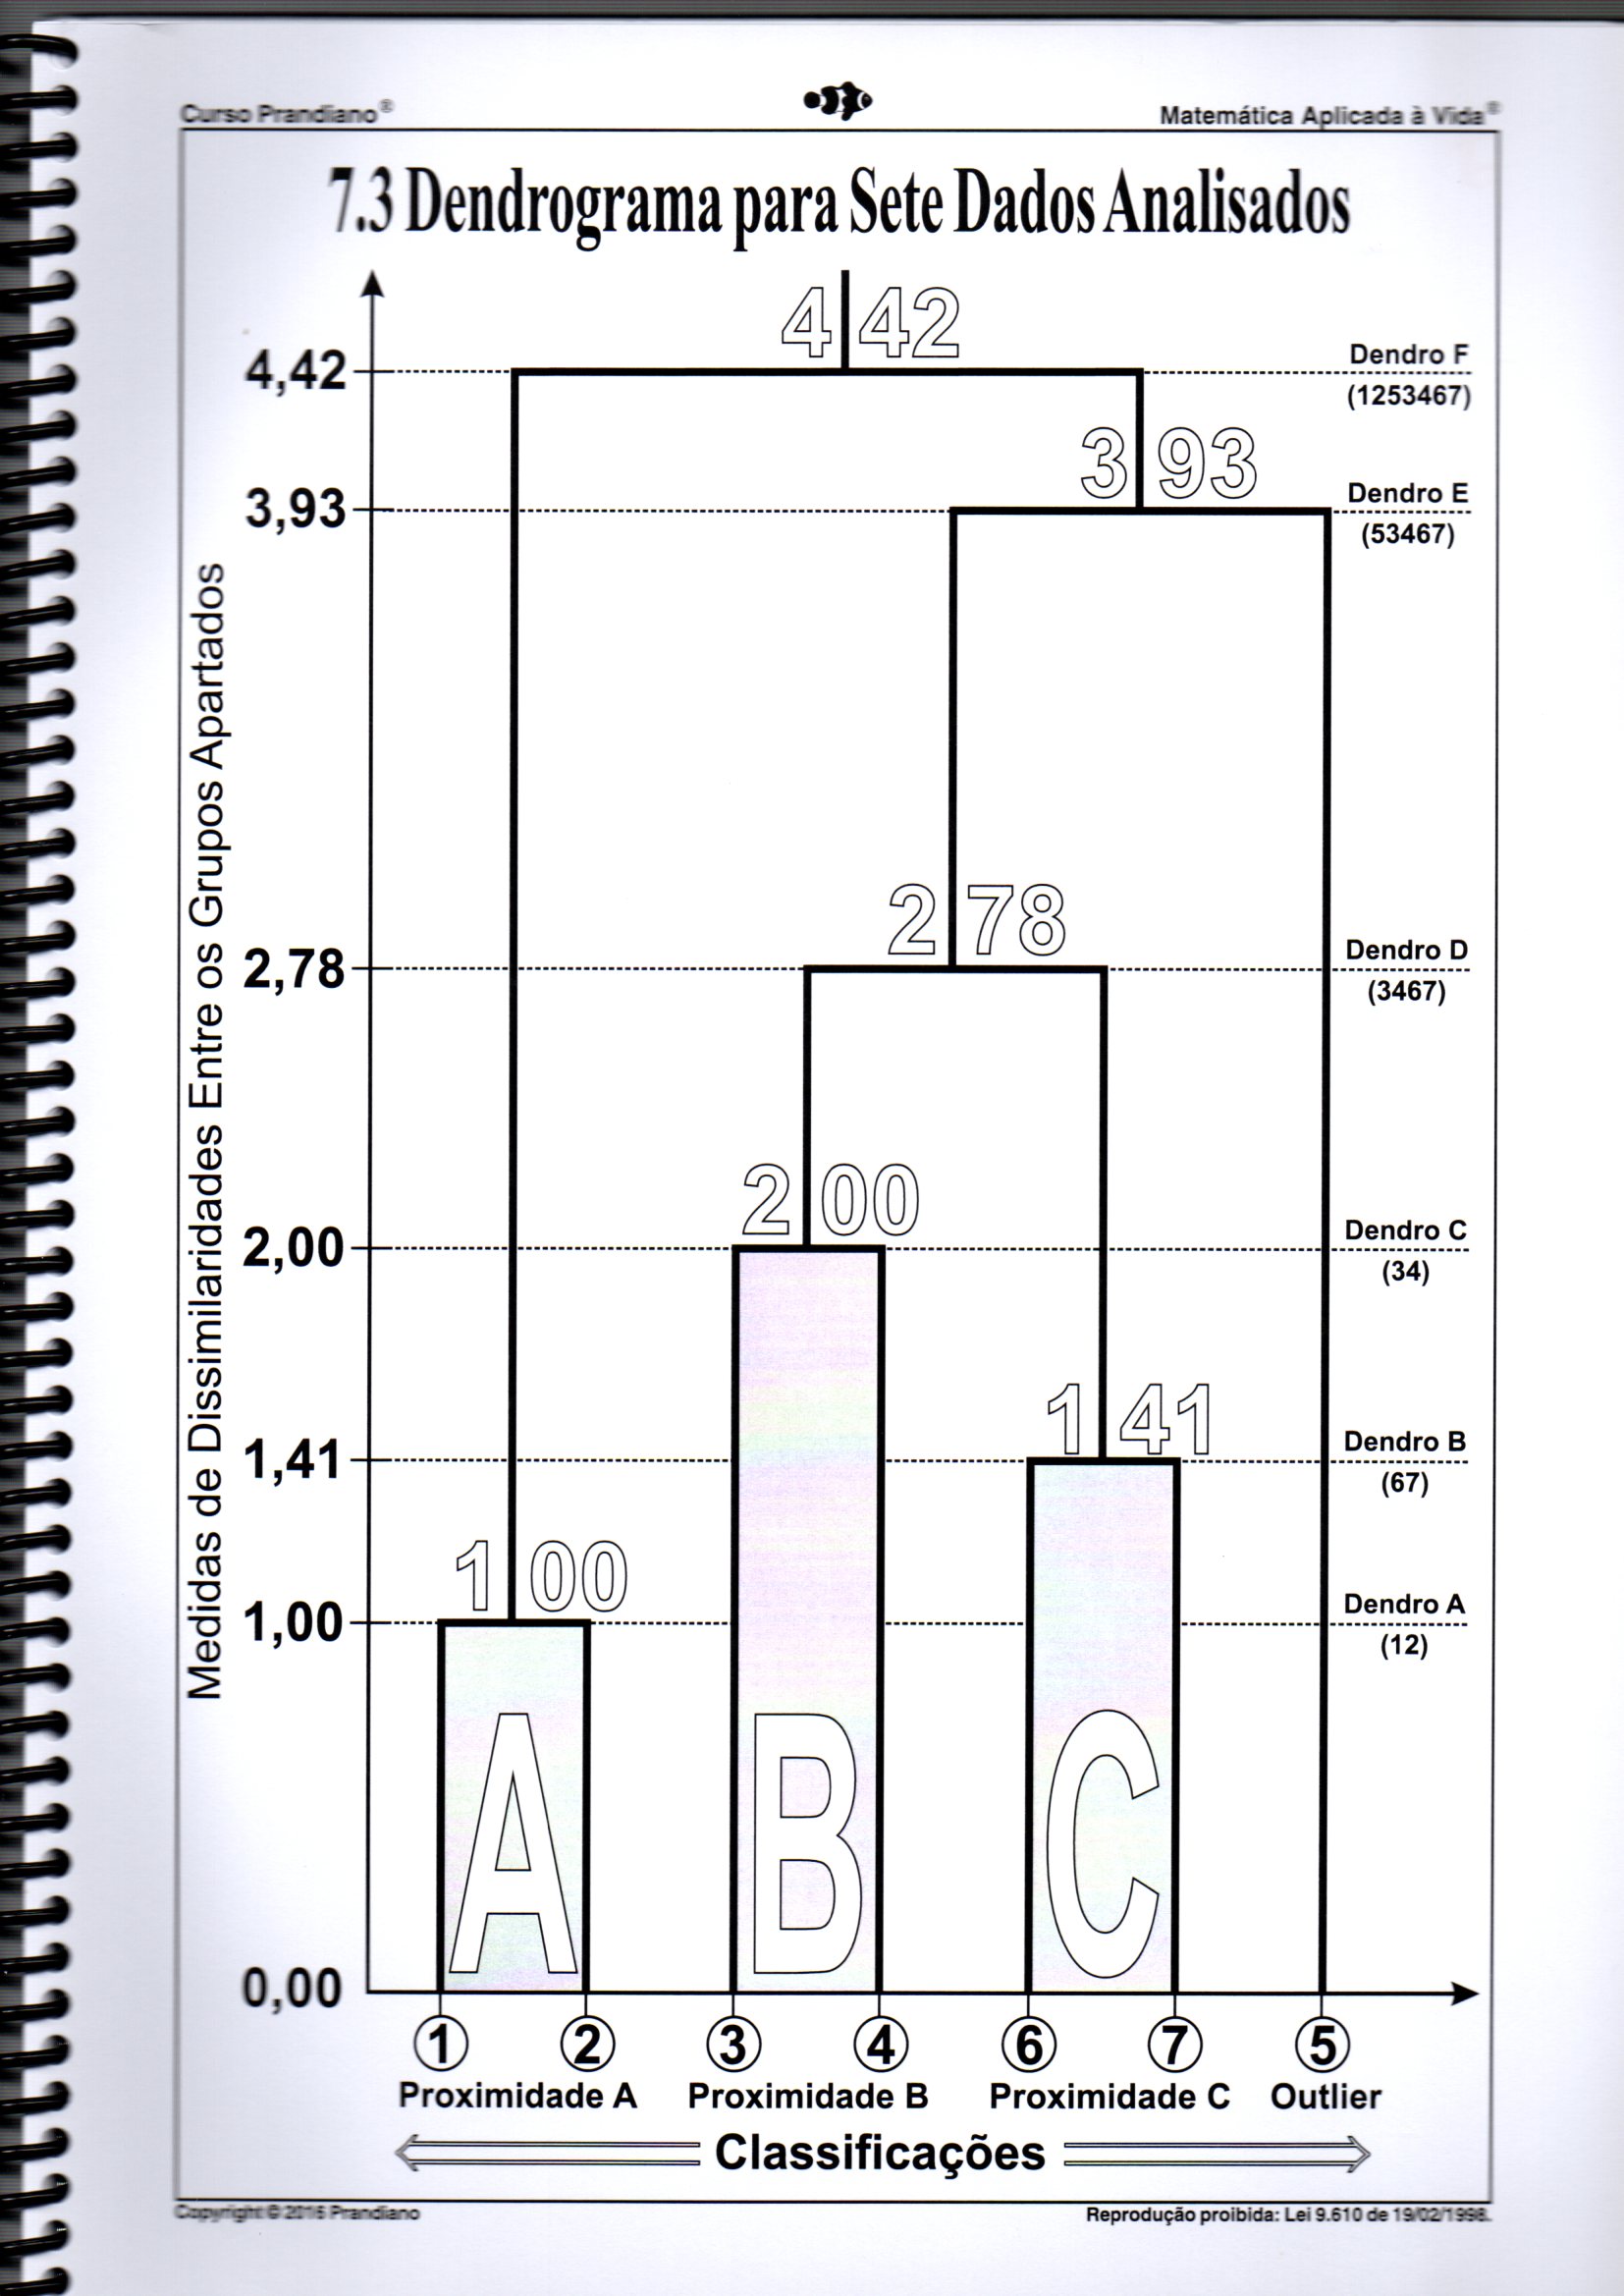 Curso Prandiano® Matemática Aplicada à Vida®
7.3 Dendrograma para Sete Dados Analisados
4 42
4,42 Dendro F
(1253467)
3 93
3,93 Dendro E
(53467)
Medidas de Dissimilaridades Entre os Grupos Apartados
2 78
2,78 Dendro D
(3467)
2 00
2,00 Dendro C
(34)
1 41
1,41 Dendro B
(67)
1 00
1,00 Dendro A
(12)
A B C
0,00
1 2 3 4 6 7 5
Proximidade A Proximidade B Proximidade C Outlier
Classificações
Copyright © 2016 Prandiano Reprodução proibida: Lei 9.610 de 19/02/1998.